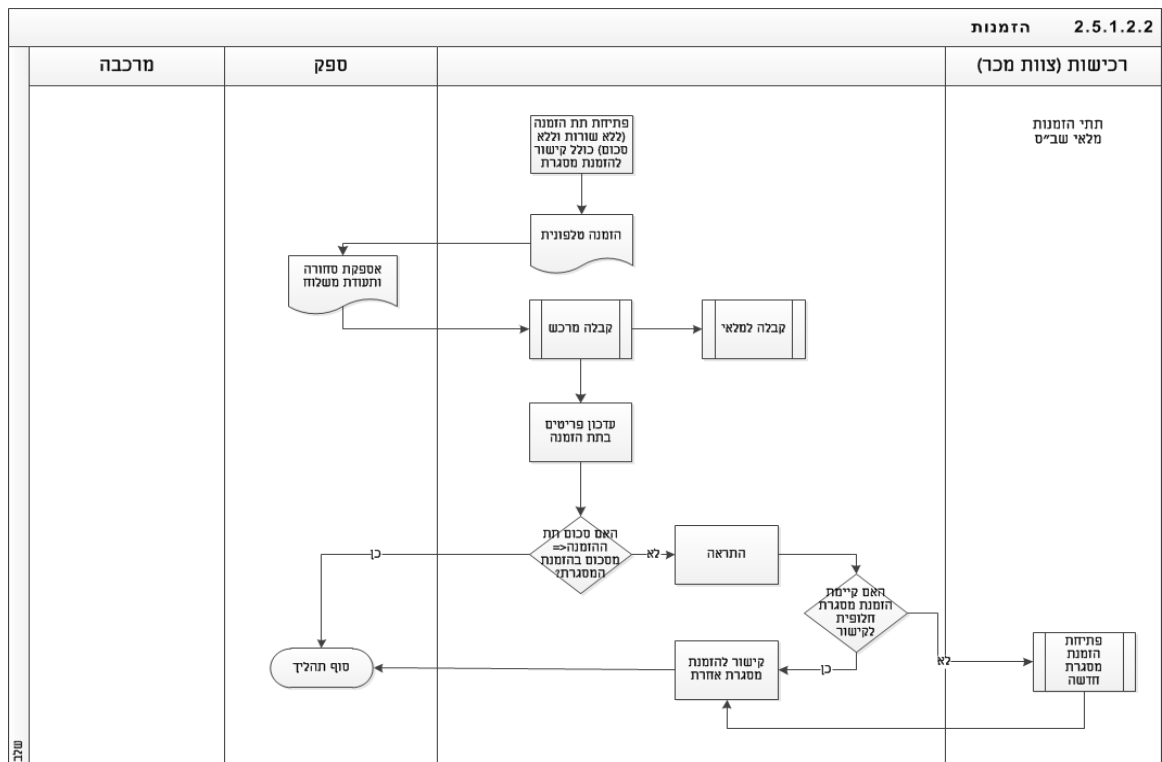 2.5.1.2.2 הזמנות
רכישות (צוות מכר)
ספק
מרכבה
תתי הזמנות
מלאי שב"ס
פתיחת תת הזמנה
(ללא שורות וללא
סכום) כולל קישור
להזמנת מסגרת
הזמנה טלפונית
אספקת סחורה
ותעודת משלוח
קבלה מרכש
קבלה למלאי
עדכון פריטים
בתת הזמנה
האם סכום תת
ההזמנה<=
מסכום בהזמנת
המסגרת?
כן
לא
התראה
האם קיימת
הזמנת מסגרת
חלופית
לקישור
לא
כן
פתיחת
הזמנת
מסגרת
חדשה
קישור להזמנת
מסגרת אחרת
סוף תהליך
שלב